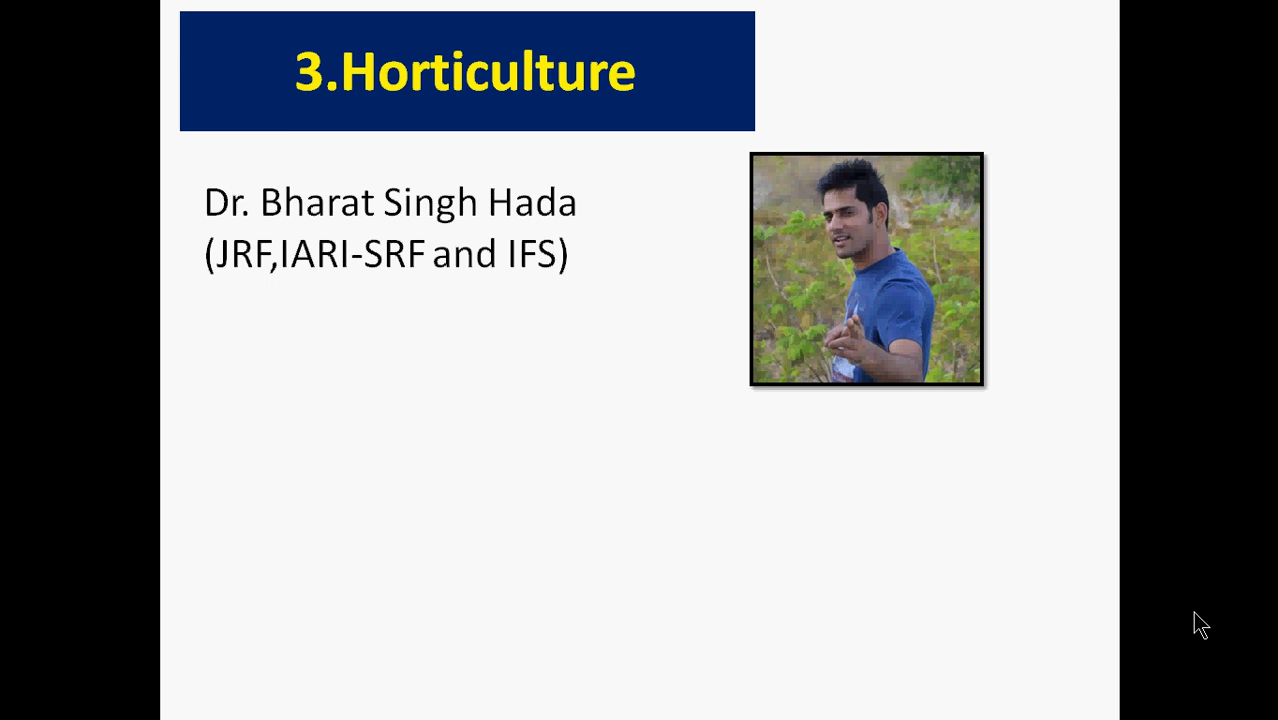 3.Horticulture
Dr. Bharat Singh Hada
(JRF,IARI-SRF and IFS)